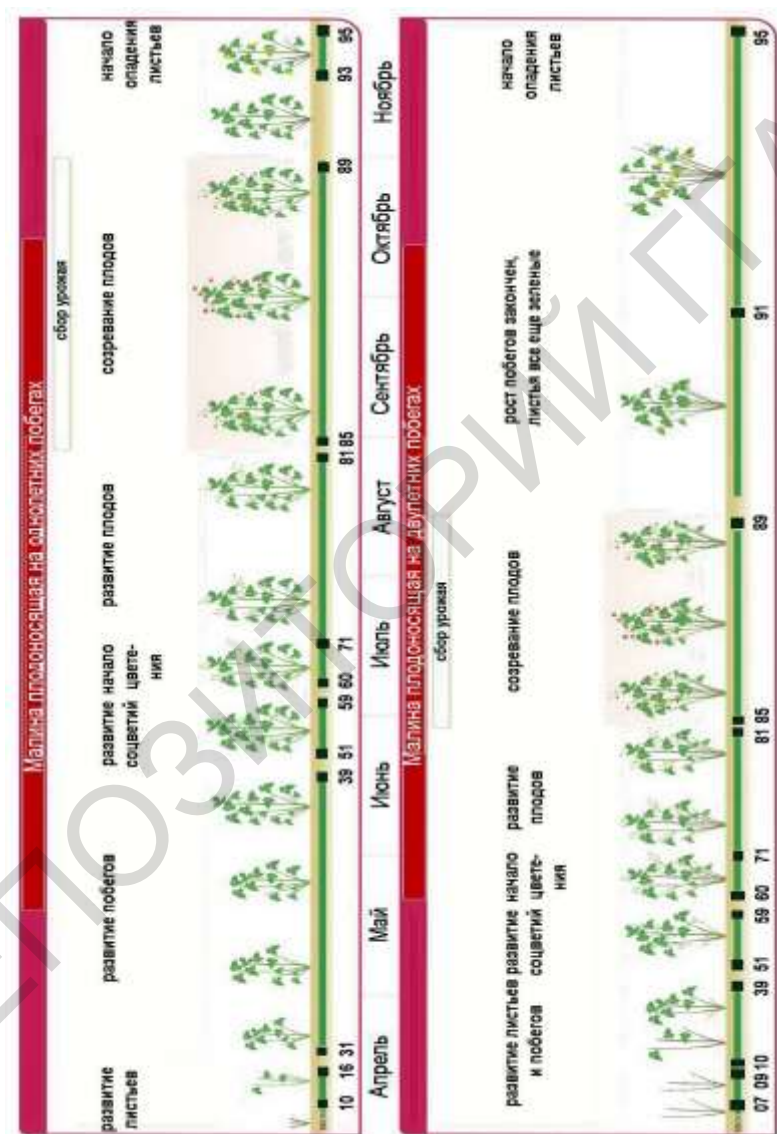 Малина плодоносящая на однолетних побегах
сбор урожая
развитие
листьев
развитие побегов
развитие
соцветий
начало
цвете-
ния
развитие плодов
созревание плодов
начало
опадения
листьев
10 16 31 39 51 59 60 71 81 85 89 93 95
Апрель Май Июнь Июль Август Сентябрь Октябрь Ноябрь
Малина плодоносящая на двулетних побегах
сбор урожая
развитие листьев
и побегов
развитие
соцветий
начало
цвете-
ния
развитие
плодов
созревание плодов
рост побегов закончен,
листья все еще зеленые
начало
опадения
листьев
07 09 10 39 51 59 60 71 81 85 89 91 95
ЕПОЗИТОРИЙ ГГА